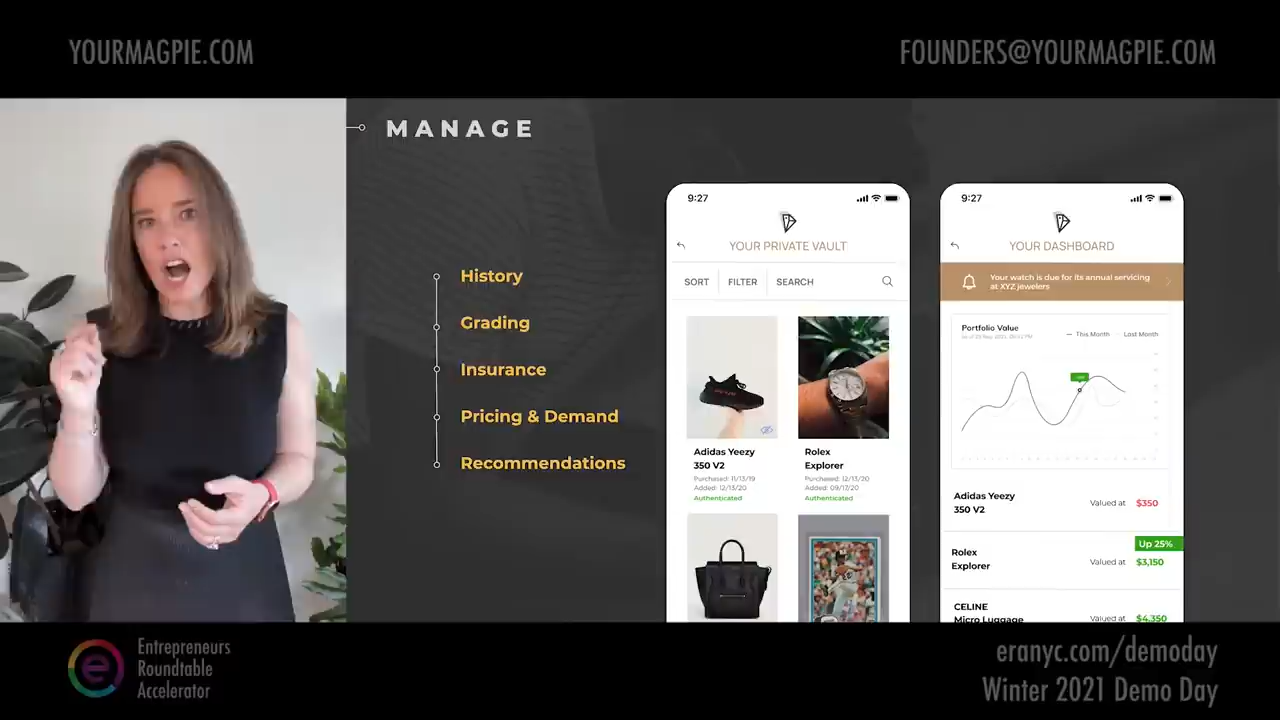 YOURMAGPIE.COM
FOUNDERS@YOURMAGPIE.COM
MANAGE
History
Grading
Insurance
Pricing & Demand
Recommendations
9:27
YOUR PRIVATE VAULT
SORT
FILTER
SEARCH
Adidas Yeezy
350 V2
Purchased: 11/13/19
Added: 12/13/20
Authenticated
Rolex
Explorer
Purchased: 12/13/20
Added: 09/17/20
Authenticated
9:27
YOUR DASHBOARD
Your watch is due for its annual servicing
at XYZ jewelers
Portfolio Value
This Month
Last Month
Adidas Yeezy
350 V2
Valued at
$350
Up 25%
Rolex
Explorer
Valued at
$3,150
CELINE
Micro Luggage
Valued at
$4,350
Entrepreneurs
Roundtable
Accelerator
eranyc.com/demoday
Winter 2021 Demo Day